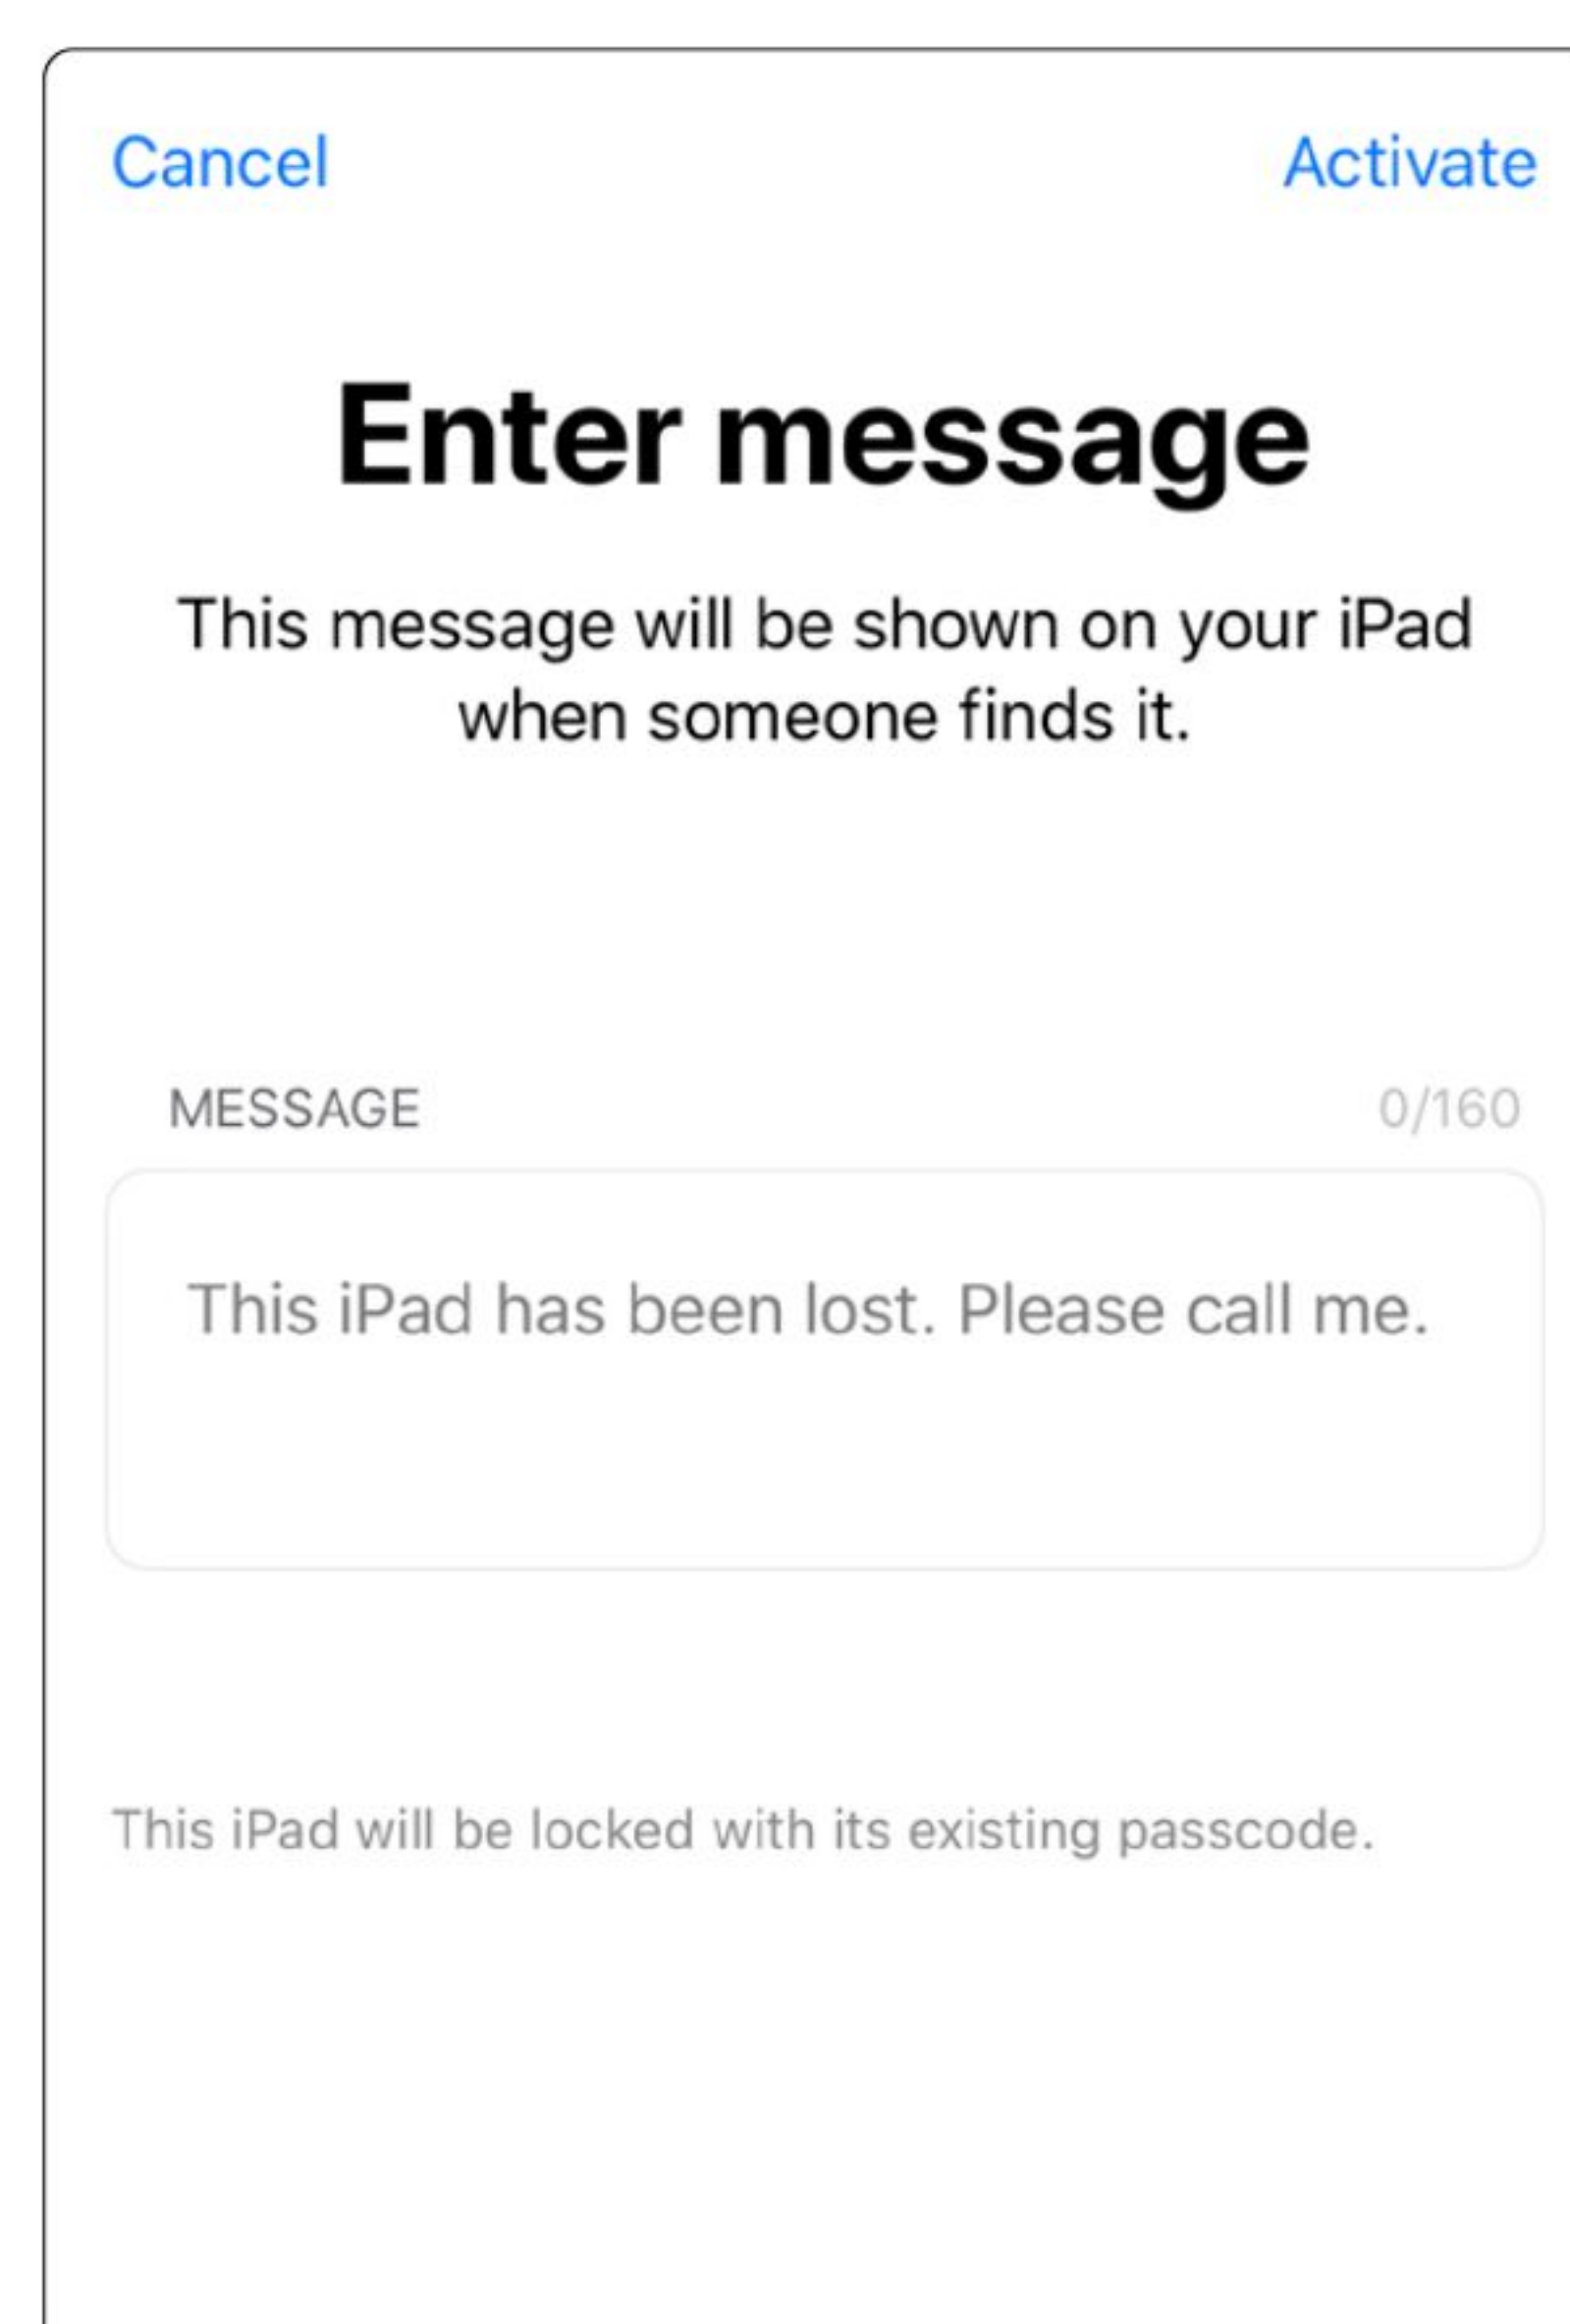 Cancel
Activate
Enter message
This message will be shown on your iPad
when someone finds it.
MESSAGE
0/160
This iPad has been lost. Please call me.
This iPad will be locked with its existing passcode.